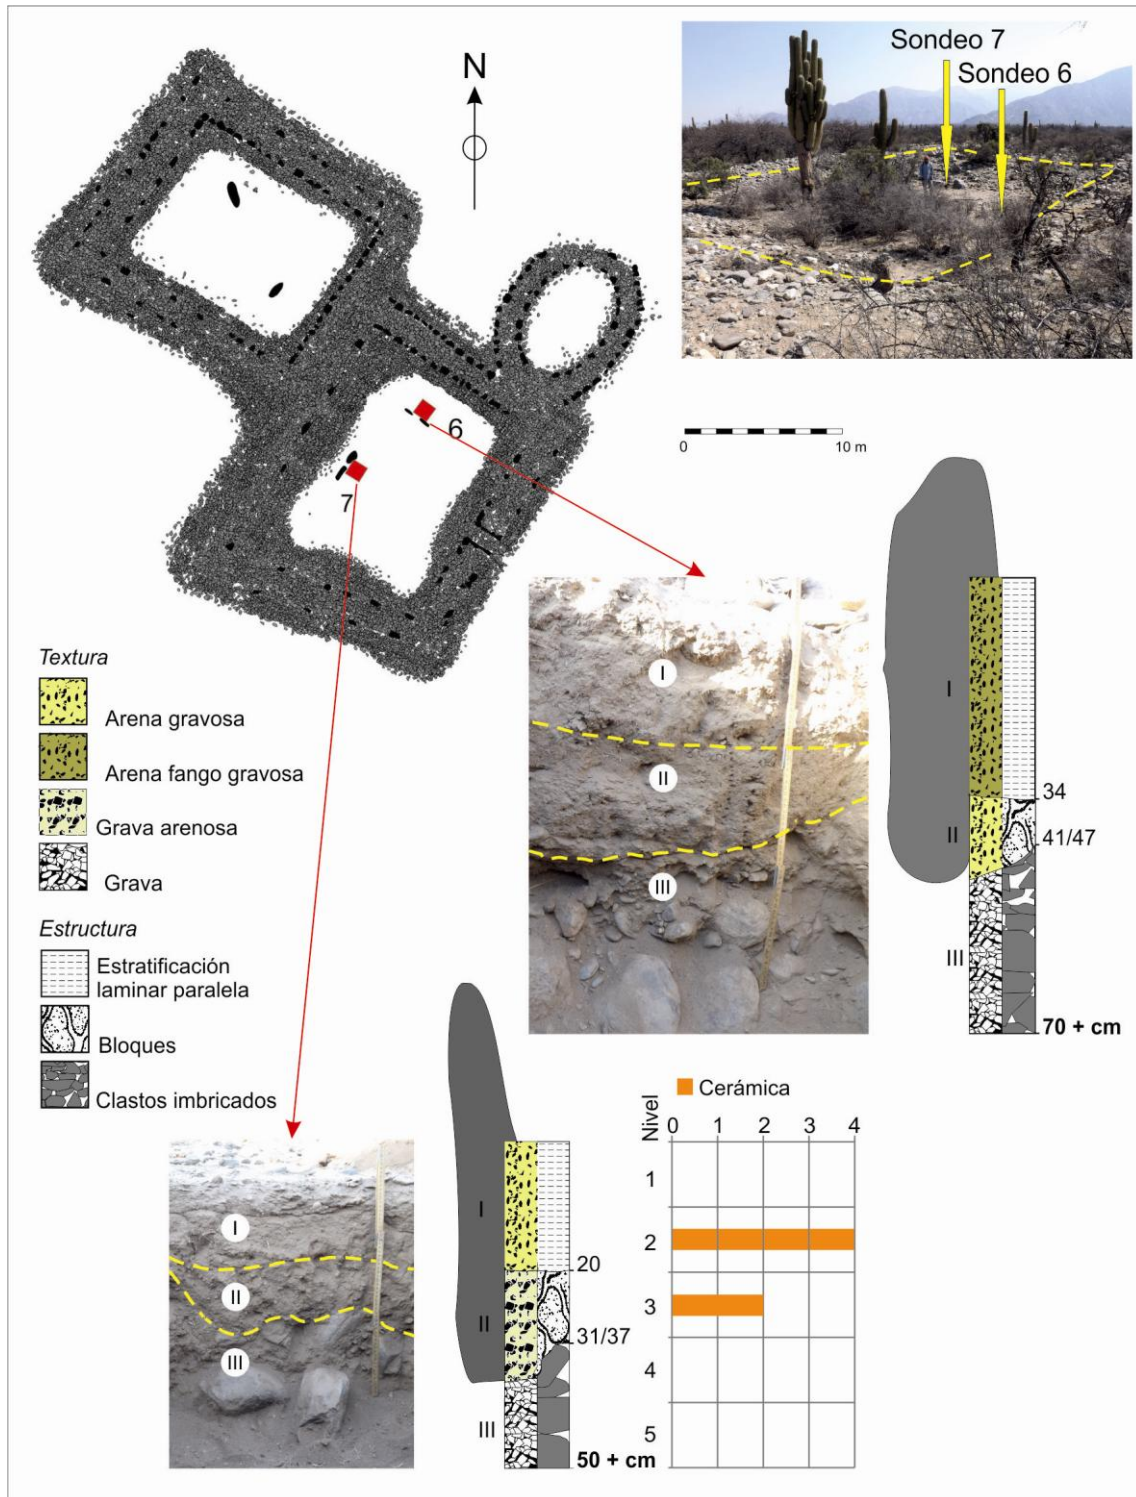 Sondeo 7
Sondeo 6
N
0 10 m
6
7
Textura
Arena gravosa
Arena fango gravosa
Grava arenosa
Grava
Estructura
Estratificación
laminar paralela
Bloques
Clastos imbricados
I
II
III
I
34
II
41/47
III
70 + cm
I
II
III
I
20
II
31/37
III
50 + cm
Cerámica
Nivel
0 1 2 3 4
1
2
3
4
5